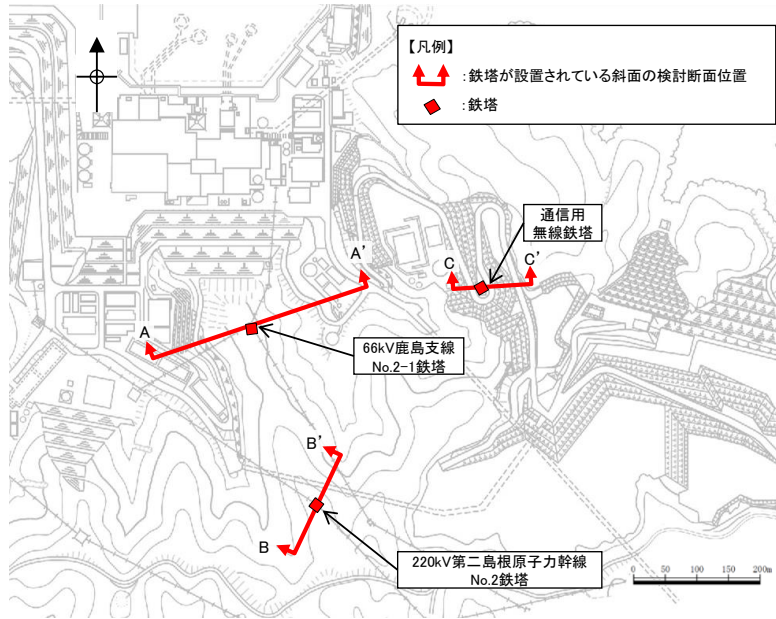 【凡例】
：鉄塔が設置されている斜面の検討断面位置
：鉄塔
通信用
無線鉄塔
A'
C
C'
A
66kV鹿島支線
No.2-1鉄塔
B'
B
220kV第二島根原子力幹線
No.2鉄塔
0 50 100 150 200m